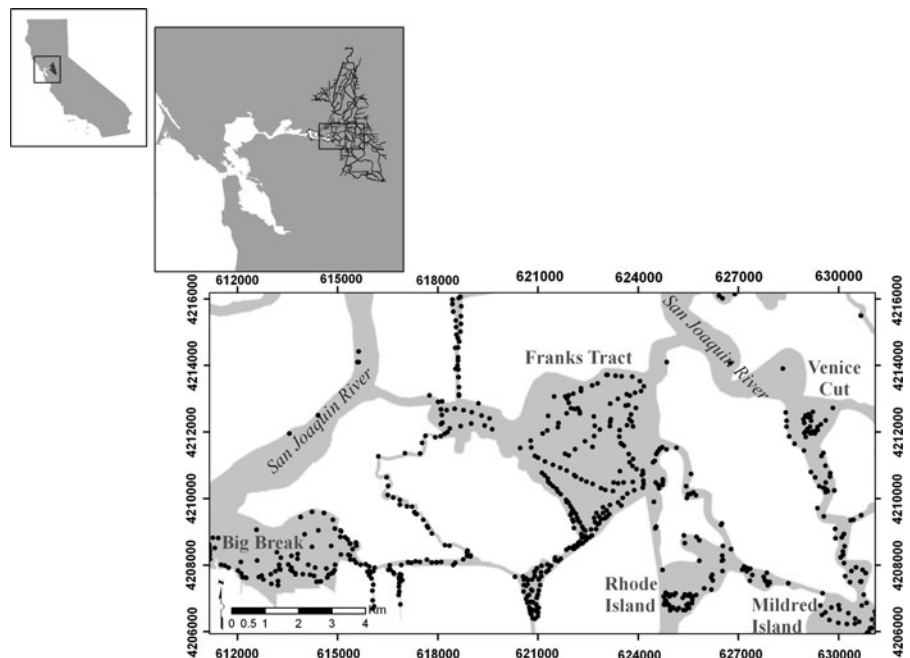 612000 615000 618000 621000 624000 627000 630000
4216000
4214000
4212000
4210000
4208000
4206000
4216000
4214000
4212000
4210000
4208000
4206000
San Joaquin River
San Joaquin River
Franks Tract
Venice
Cut
Big Break
Rhode
Island
Mildred
Island
Km
0 0.5 1 2 3 4
612000 615000 618000 621000 624000 627000 630000